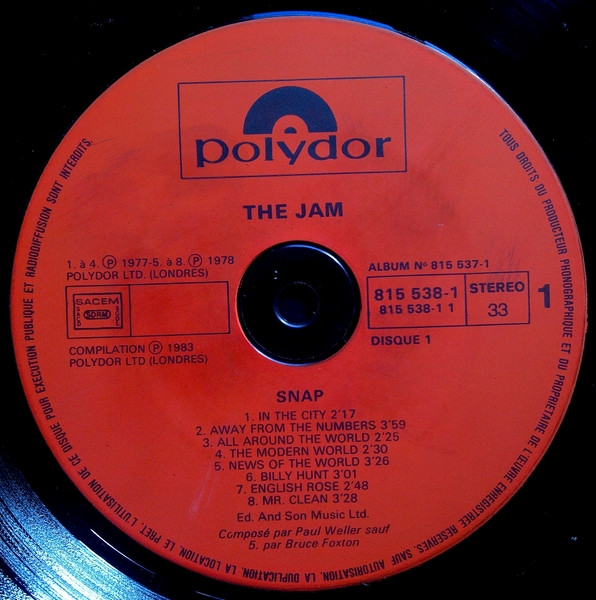 polydor
THE JAM
1. à 4. Ⓟ 1977-5. à 8. Ⓟ 1978
POLYDOR LTD. (LONDRES)
SACEM
SDRM
COMPILATION Ⓟ 1983
POLYDOR LTD (LONDRES)
ALBUM Nº 815 537-1
815 538-1
815 538-1 1
STEREO
33
1
DISQUE 1
SNAP
1. IN THE CITY 2'17
2. AWAY FROM THE NUMBERS 3'59
3. ALL AROUND THE WORLD 2'25
4. THE MODERN WORLD 2'30
5. NEWS OF THE WORLD 3'26
6. BILLY HUNT 3'01
7. ENGLISH ROSE 2'48
8. MR. CLEAN 3'28
Ed. And Son Music Ltd.
Composé par Paul Weller sauf
5. par Bruce Foxton
TOUS DROITS DU PRODUCTEUR PHONOGRAPHIQUE ET DU PROPRIETAIRE DE L'ŒUVRE ENREGISTREE RESERVES. SAUF AUTORISATION, LA DUPLICATION, LA LOCATION, LE PRET, L'UTILISATION DE CE DISQUE POUR EXECUTION PUBLIQUE ET RADIODIFFUSION SONT INTERDITS.